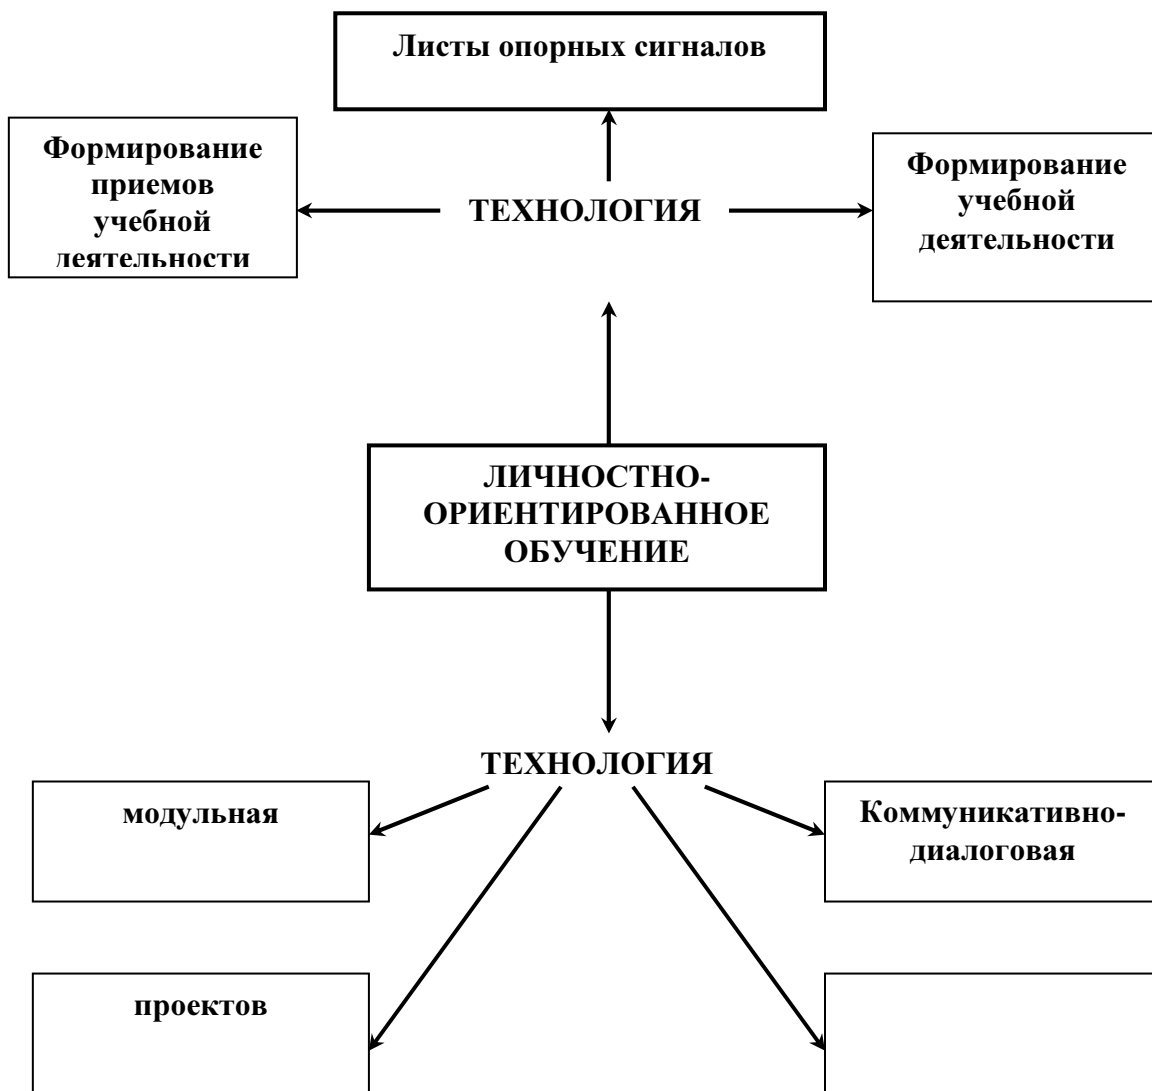 Листы опорных сигналов
Формирование
приемов
учебной
деятельности
ТЕХНОЛОГИЯ
Формирование
учебной
деятельности
ЛИЧНОСТНО-
ОРИЕНТИРОВАННОЕ
ОБУЧЕНИЕ
ТЕХНОЛОГИЯ
модульная
Коммуникативно-
диалоговая
проектов